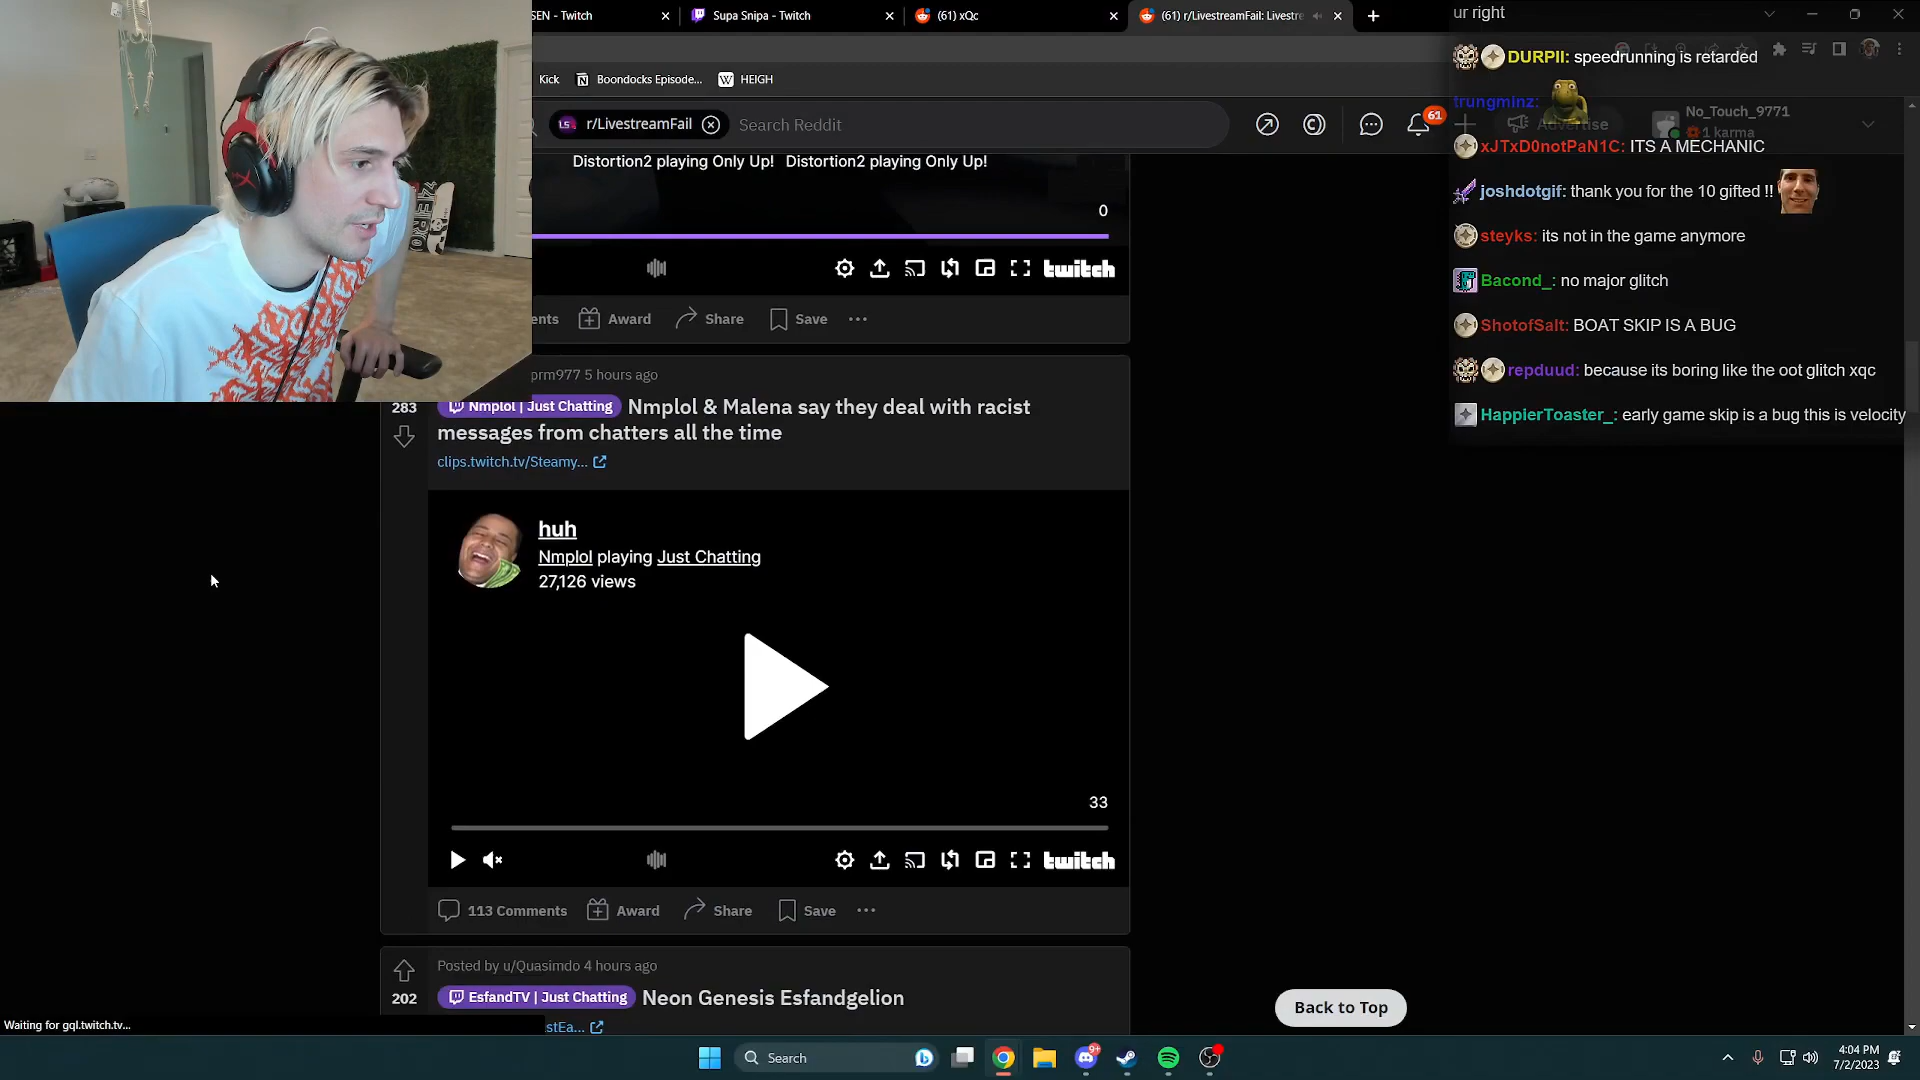 SEN - Twitch
Supa Snipa - Twitch
(61) xQc
(61) r/LivestreamFail: Livestre
ur right
Kick
Boondocks Episode...
HEIGH
DURPII: speedrunning is retarded
trungminz:
r/LivestreamFail
Search Reddit
61
Advertise
No_Touch_9771
1 karma
xJTxD0notPaN1C: ITS A MECHANIC
Distortion2 playing Only Up! Distortion2 playing Only Up!
joshdotgif: thank you for the 10 gifted !!
0
steyks: its not in the game anymore
twitch
Bacond_: no major glitch
ents
Award
Share
Save
ShotofSalt: BOAT SKIP IS A BUG
prm977 5 hours ago
repduud: because its boring like the oot glitch xqc
283
Nmplol | Just Chatting
Nmplol & Malena say they deal with racist
messages from chatters all the time
HappierToaster_: early game skip is a bug this is velocity
clips.twitch.tv/Steamy...
huh
Nmplol playing Just Chatting
27,126 views
33
twitch
113 Comments
Award
Share
Save
Posted by u/Quasimdo 4 hours ago
202
EsfandTV | Just Chatting
Neon Genesis Esfandgelion
stEa...
Back to Top
Waiting for gql.twitch.tv...
Search
9+
4:04 PM
7/2/2023